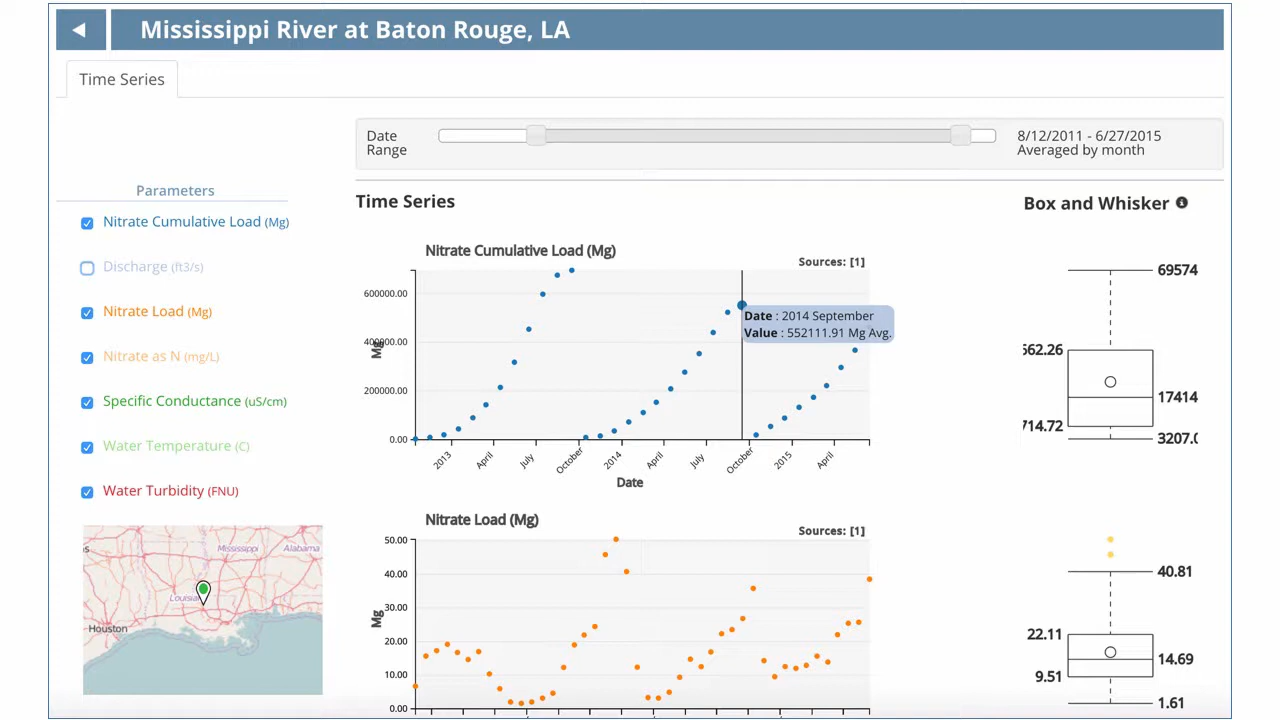 Mississippi River at Baton Rouge, LA
Time Series
Date
Range
8/12/2011 - 6/27/2015
Averaged by month
Parameters
Nitrate Cumulative Load (Mg)
Discharge (ft3/s)
Nitrate Load (Mg)
Nitrate as N (mg/L)
Specific Conductance (uS/cm)
Water Temperature (C)
Water Turbidity (FNU)
Mississippi
Alabama
Louisia
Houston
Time Series
Nitrate Cumulative Load (Mg)
Sources: [1]
600000.00
400000.00
200000.00
0.00
Mg
Date : 2014 September
Value : 552111.91 Mg Avg.
2013
April
July
October
2014
April
July
October
2015
April
Date
Nitrate Load (Mg)
Sources: [1]
50.00
40.00
30.00
20.00
10.00
0.00
Mg
Box and Whisker
69574
562.26
17414
714.72
3207.0
40.81
22.11
14.69
9.51
1.61